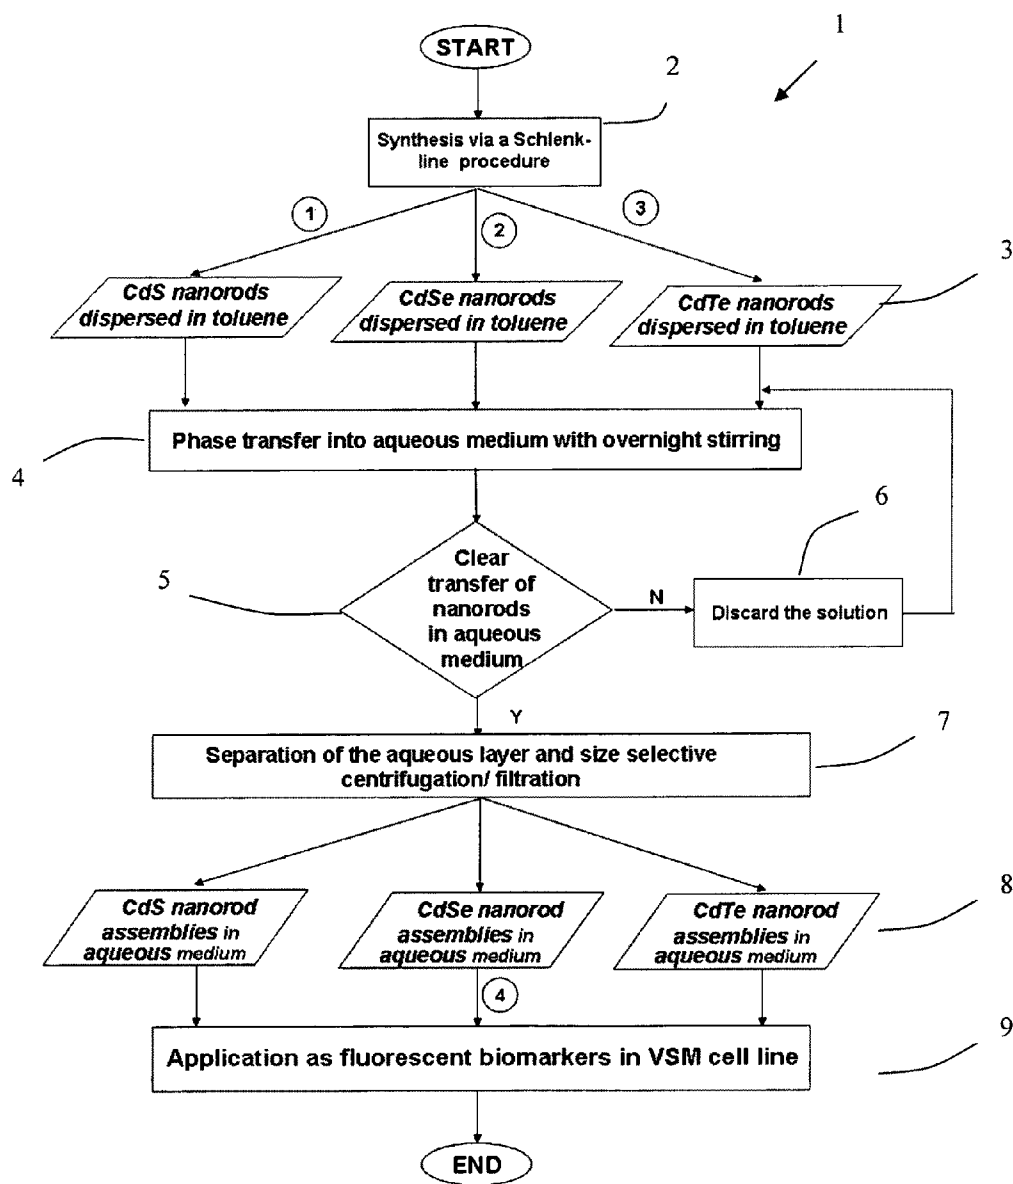 START
1
2
Synthesis via a Schlenk-
line procedure
1
2
3
3
CdS nanorods
dispersed in toluene
CdSe nanorods
dispersed in toluene
CdTe nanorods
dispersed in toluene
Phase transfer into aqueous medium with overnight stirring
4
6
5
Clear
transfer of
nanorods
in aqueous
medium
N
Discard the solution
Y
7
Separation of the aqueous layer and size selective
centrifugation/ filtration
8
CdS nanorod
assemblies in
aqueous medium
CdSe nanorod
assemblies in
aqueous medium
CdTe nanorod
assemblies in
aqueous medium
4
9
Application as fluorescent biomarkers in VSM cell line
END